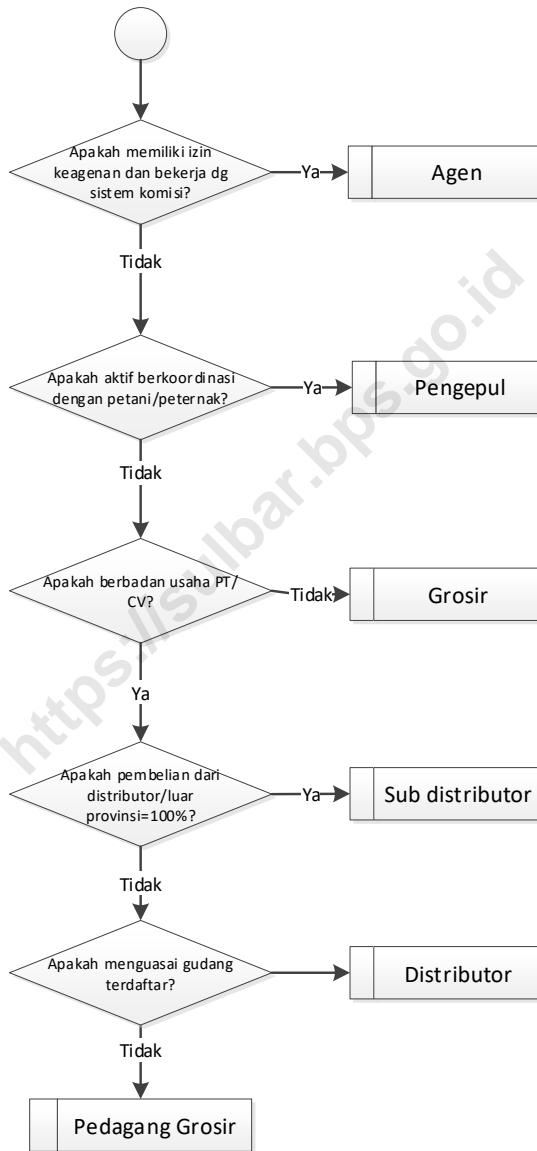 Apakah memiliki izin
keagenan dan bekerja dg
sistem komisi?
Ya
Agen
Tidak
Apakah aktif berkoordinasi
dengan petani/peternak?
Ya
Pengepul
Tidak
Apakah berbadan usaha PT/
CV?
Tidak
Grosir
Ya
Apakah pembelian dari
distributor/luar
provinsi=100%?
Ya
Sub distributor
Tidak
Apakah menguasai gudang
terdaftar?
Distributor
Tidak
Pedagang Grosir
https://sulbar.bps.go.id